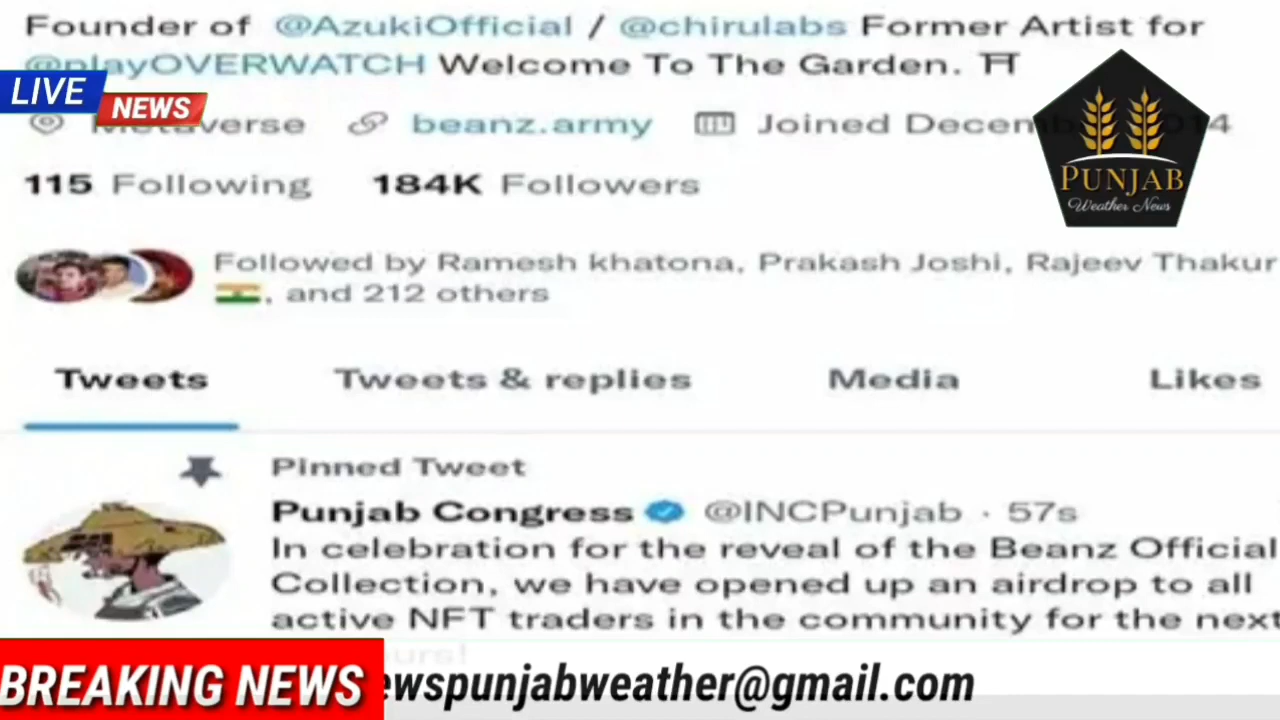 Founder of @AzukiOfficial / @chirulabs Former Artist for
@playOVERWATCH Welcome To The Garden. ⛩
LIVE
NEWS
Metaverse beanz.army Joined December 2014
PUNJAB
Weather News
115 Following 184K Followers
Followed by Ramesh khatona, Prakash Joshi, Rajeev Thakur
🇮🇳, and 212 others
Tweets Tweets & replies Media Likes
Pinned Tweet
Punjab Congress @INCPunjab · 57s
In celebration for the reveal of the Beanz Official
Collection, we have opened up an airdrop to all
active NFT traders in the community for the next
BREAKING NEWS
ewspunjabweather@gmail.com